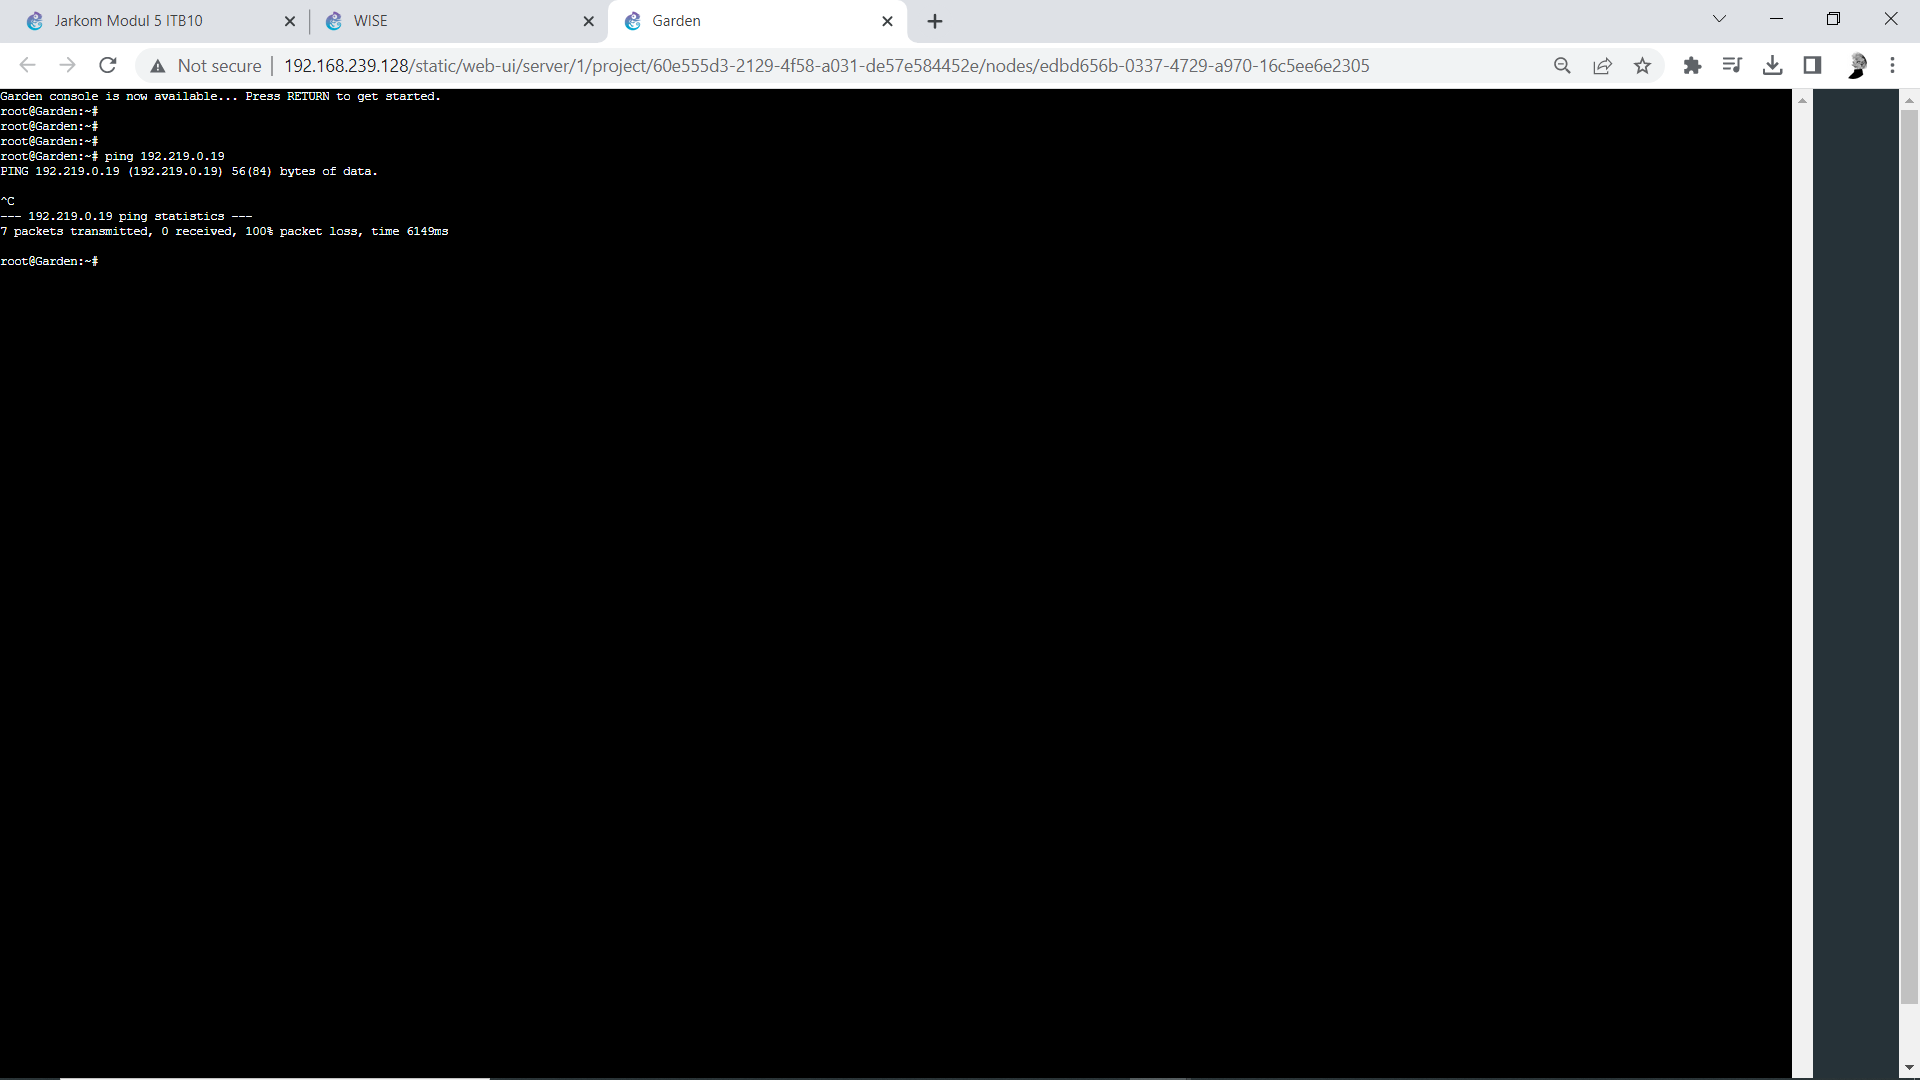 Jarkom Modul 5 ITB10
WISE
Garden
Not secure
192.168.239.128/static/web-ui/server/1/project/60e555d3-2129-4f58-a031-de57e584452e/nodes/edbd656b-0337-4729-a970-16c5ee6e2305
Garden console is now available... Press RETURN to get started.
root@Garden:~#
root@Garden:~#
root@Garden:~#
root@Garden:~# ping 192.219.0.19
PING 192.219.0.19 (192.219.0.19) 56(84) bytes of data.
^C
--- 192.219.0.19 ping statistics ---
7 packets transmitted, 0 received, 100% packet loss, time 6149ms
root@Garden:~#